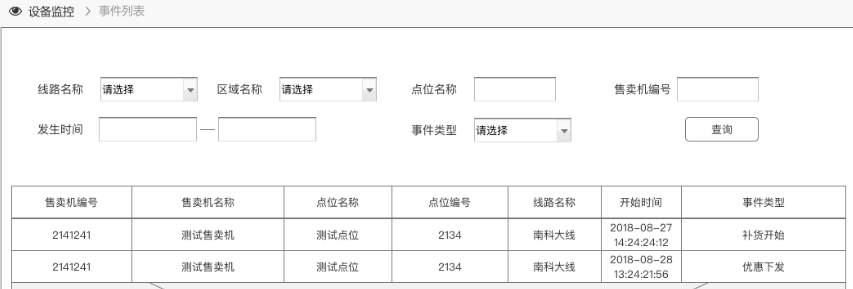 设备监控 > 事件列表
线路名称 请选择 区域名称 请选择 点位名称 售卖机编号
发生时间 — 事件类型 请选择 查询
售卖机编号 售卖机名称 点位名称 点位编号 线路名称 开始时间 事件类型
2141241 测试售卖机 测试点位 2134 南科大线 2018-08-27 14:24:24:12 补货开始
2141241 测试售卖机 测试点位 2134 南科大线 2018-08-28 13:24:21:56 优惠下发